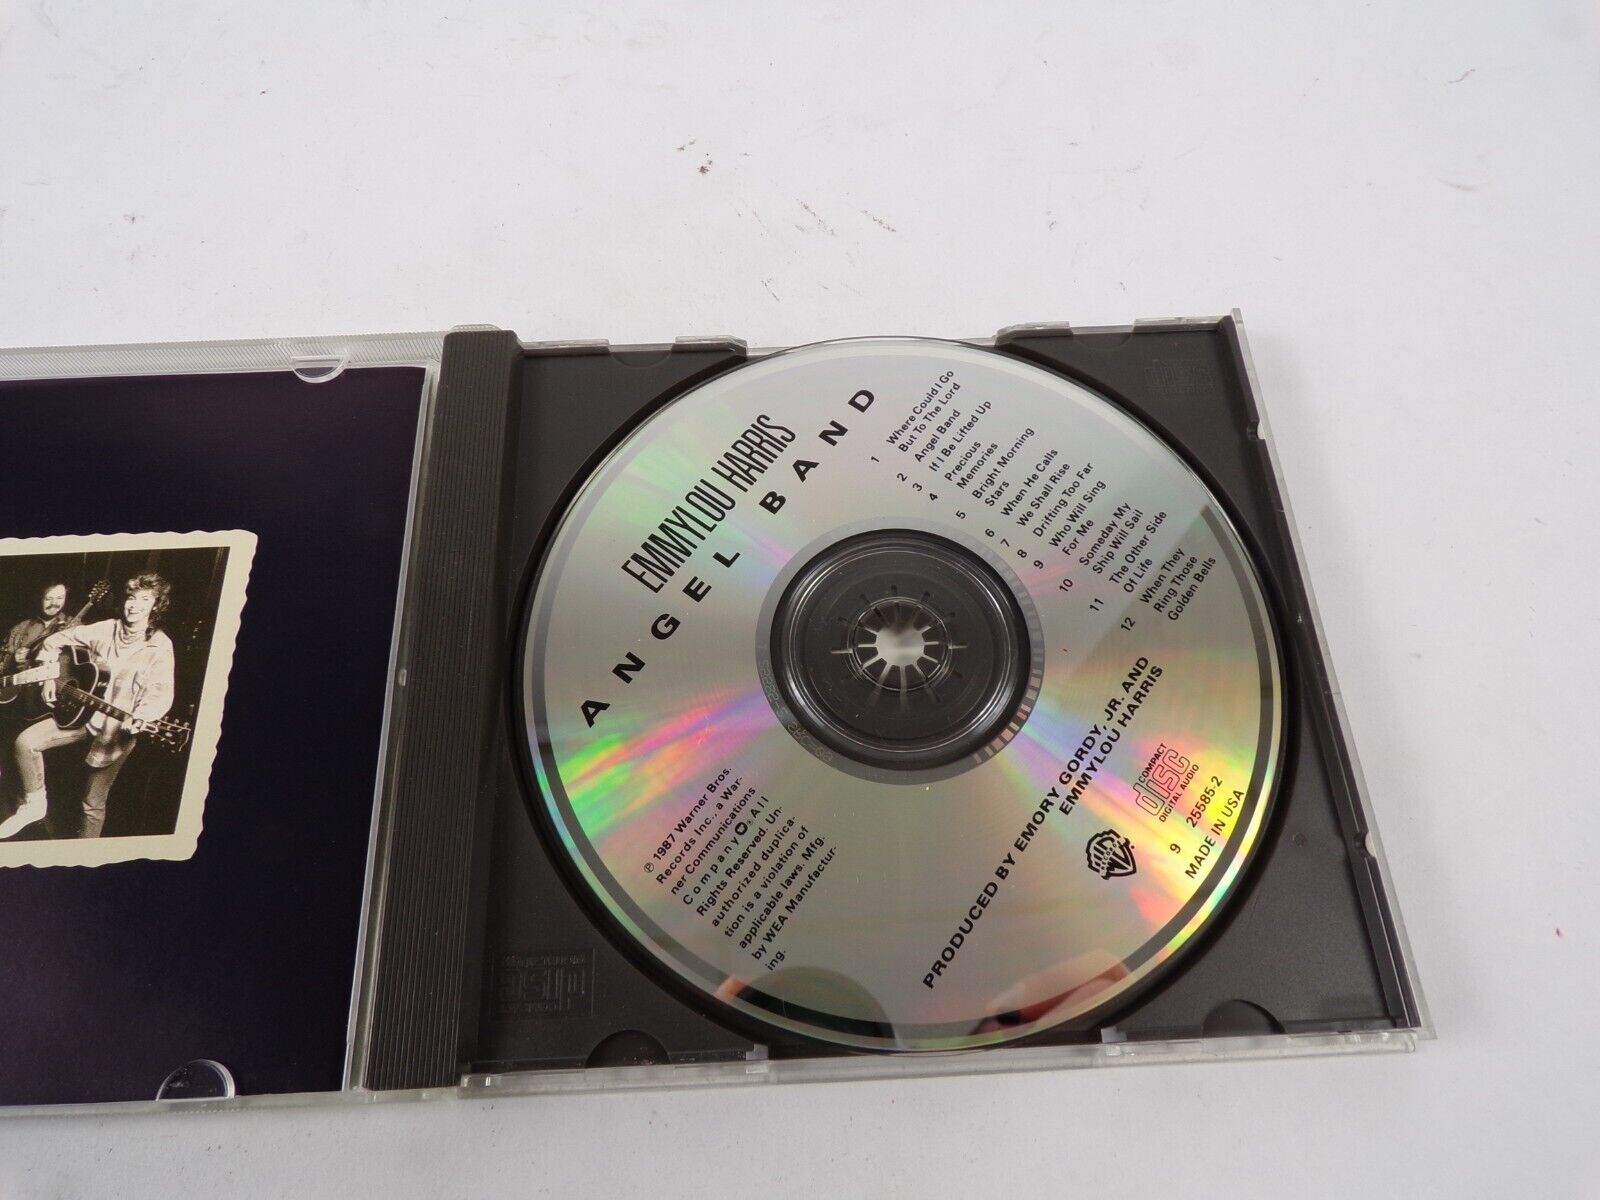 EMMYLOU HARRIS
ANGEL BAND
1 Where Could I Go
But To The Lord
2 Angel Band
3 If I Be Lifted Up
4 Precious
Memories
5 Bright Morning
Stars
6 When He Calls
7 We Shall Rise
8 Drifting Too Far
9 Who Will Sing
For Me
10 Someday My
Ship Will Sail
11 The Other Side
Of Life
12 When They
Ring Those
Golden Bells
℗ 1987 Warner Bros.
Records Inc., a War-
ner Communications
Company All
Rights Reserved. Un-
authorized duplica-
tion is a violation of
applicable laws. Mfg.
by WEA Manufactur-
ing.
PRODUCED BY EMORY GORDY, JR. AND
EMMYLOU HARRIS
COMPACT
disc
DIGITAL AUDIO
9 25585-2
MADE IN USA